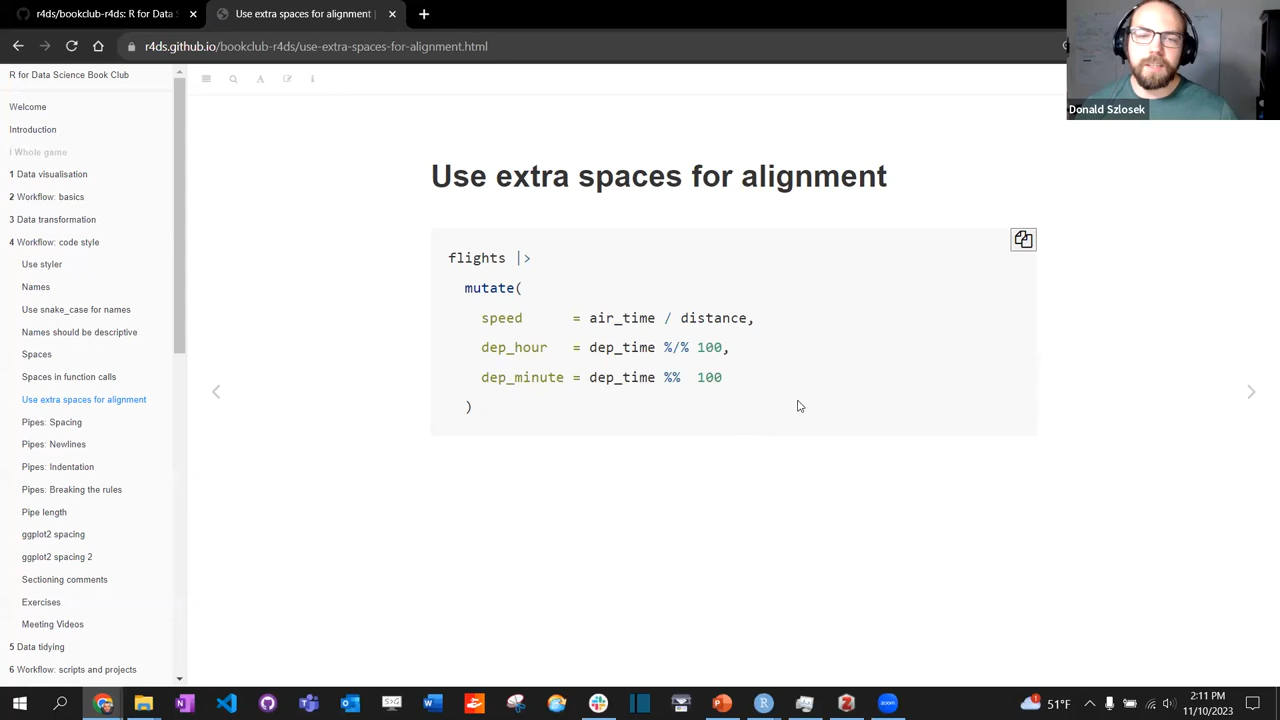 r4ds/bookclub-r4ds: R for Data S
Use extra spaces for alignment |
r4ds.github.io/bookclub-r4ds/use-extra-spaces-for-alignment.html
Donald Szlosek
R for Data Science Book Club
Welcome
Introduction
I Whole game
1 Data visualisation
2 Workflow: basics
3 Data transformation
4 Workflow: code style
Use styler
Names
Use snake_case for names
Names should be descriptive
Spaces
Spaces in function calls
Use extra spaces for alignment
Pipes: Spacing
Pipes: Newlines
Pipes: Indentation
Pipes: Breaking the rules
Pipe length
ggplot2 spacing
ggplot2 spacing 2
Sectioning comments
Exercises
Meeting Videos
5 Data tidying
6 Workflow: scripts and projects
Use extra spaces for alignment
flights |>
  mutate(
    speed      = air_time / distance,
    dep_hour   = dep_time %/% 100,
    dep_minute = dep_time %%  100
  )
51°F
2:11 PM
11/10/2023